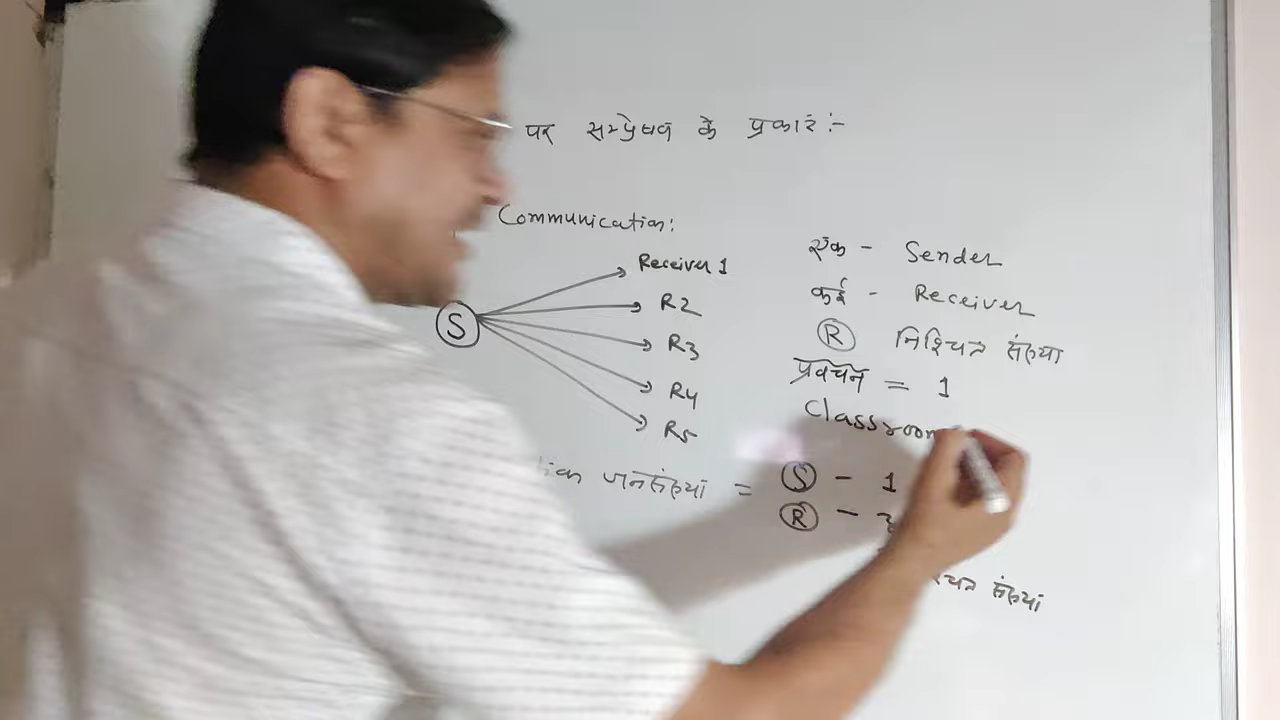 पर सम्प्रेषण के प्रकार :-
Communication:
Receiver 1
R2
S
R3
R4
R5
एक - Sender
कई - Receiver
R निश्चित संख्या
प्रवचन = 1
Classroom
जनसंख्या = S - 1
R -
संख्या